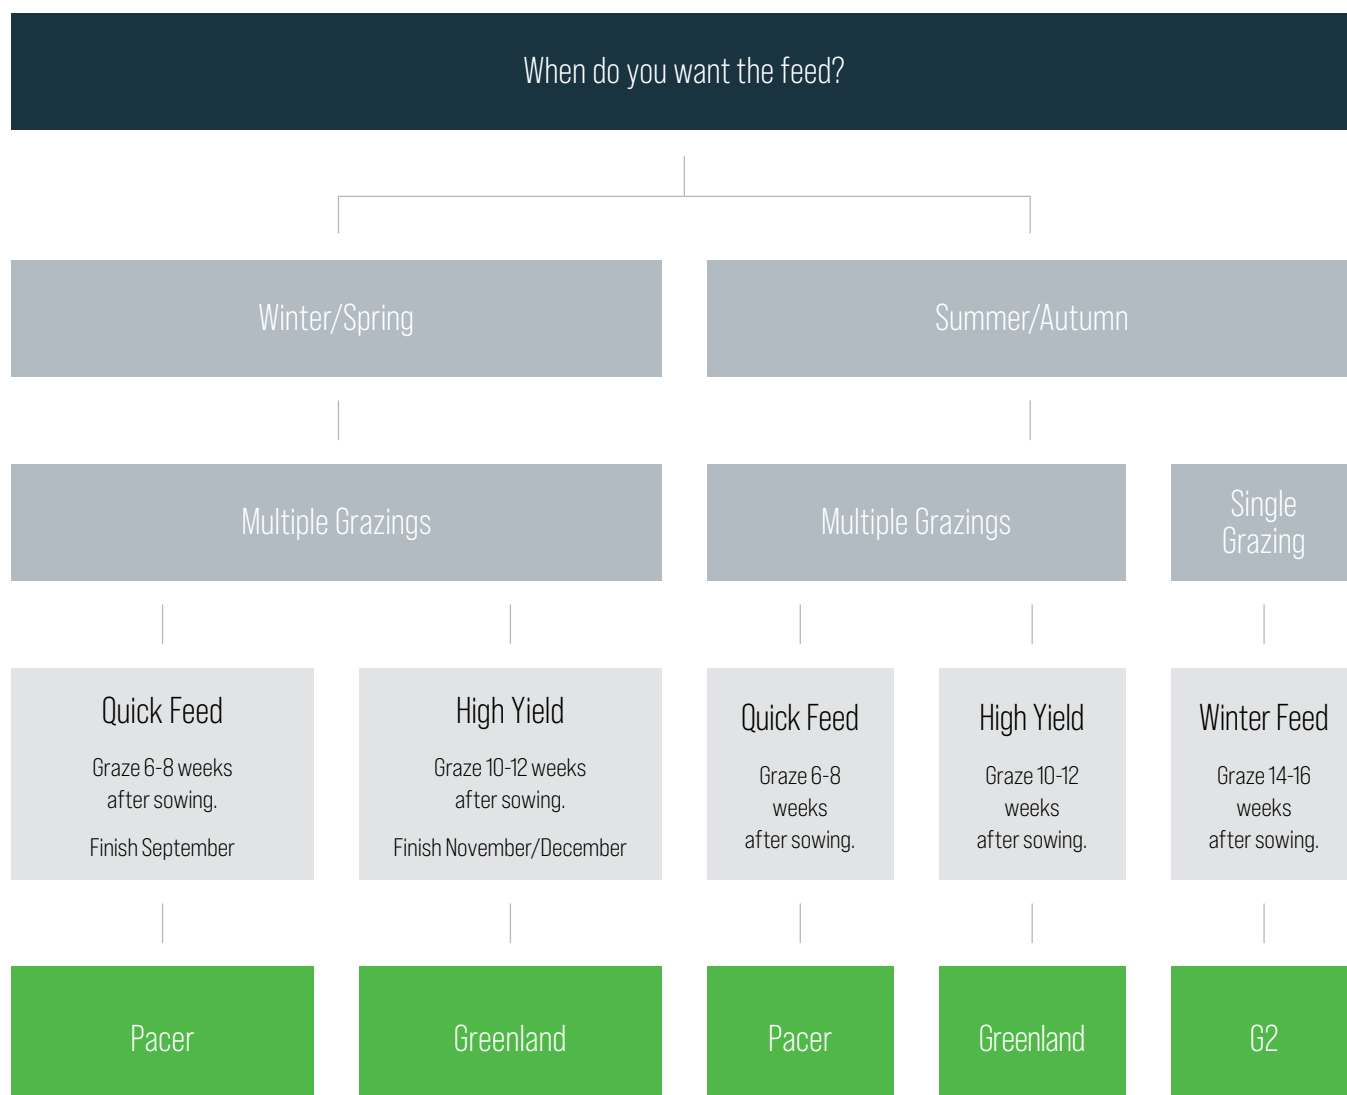 When do you want the feed?
Winter/Spring
Summer/Autumn
Multiple Grazings
Multiple Grazings
Single
Grazing
Quick Feed
Graze 6-8 weeks
after sowing.
Finish September
High Yield
Graze 10-12 weeks
after sowing.
Finish November/December
Quick Feed
Graze 6-8
weeks
after sowing.
High Yield
Graze 10-12
weeks
after sowing.
Winter Feed
Graze 14-16
weeks
after sowing.
Pacer
Greenland
Pacer
Greenland
G2